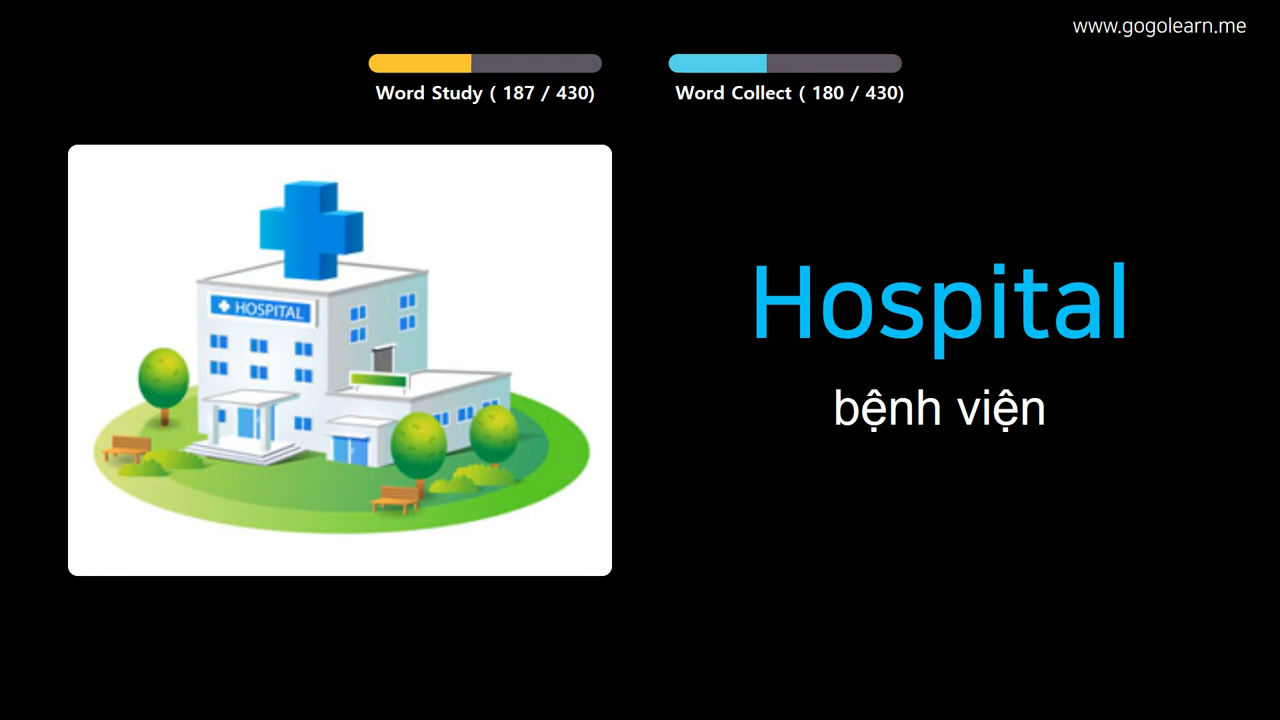 www.gogolearn.me
Word Study ( 187 / 430)
Word Collect ( 180 / 430)
HOSPITAL
Hospital
bệnh viện